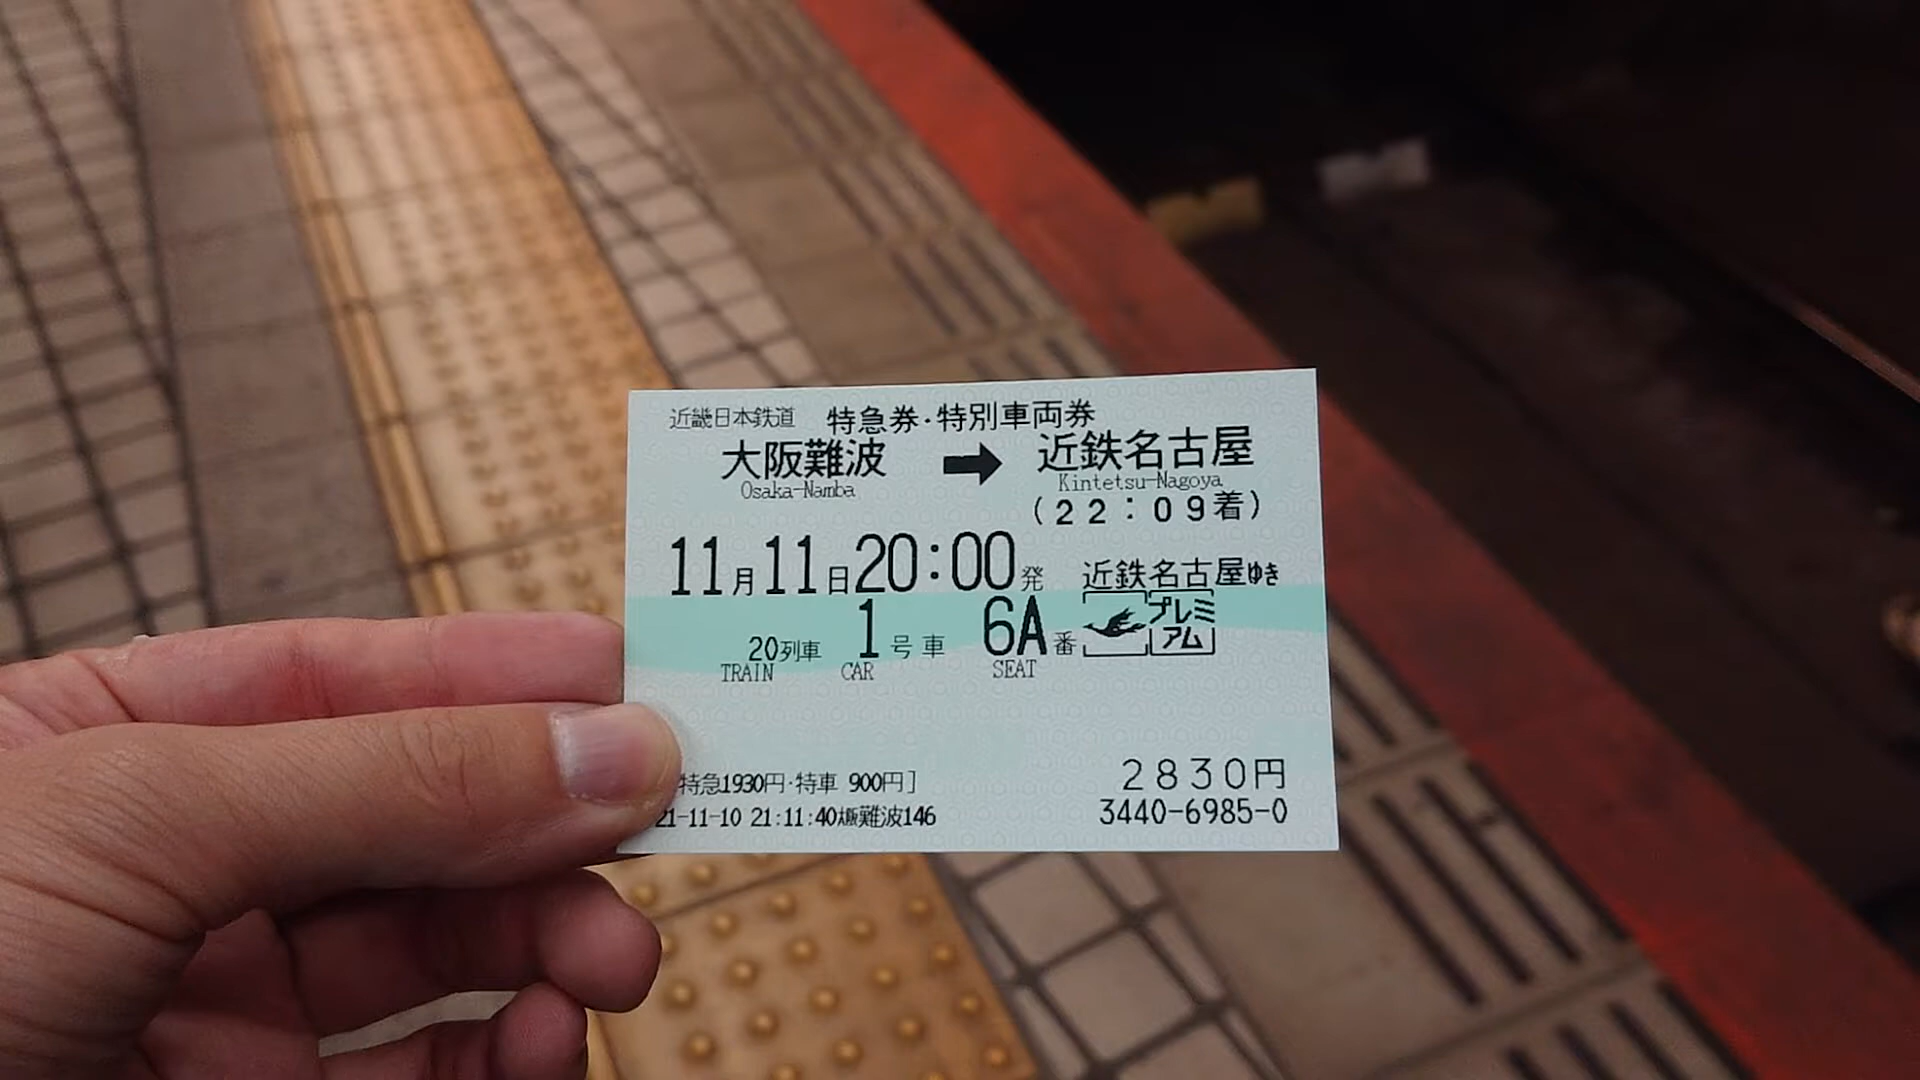 近畿日本鉄道 特急券・特別車両券
大阪難波 ➡ 近鉄名古屋
Osaka-Namba Kintetsu-Nagoya
(22:09着)
11月11日20:00発 近鉄名古屋ゆき
20列車 1号車 6A番 プレミアム
TRAIN CAR SEAT
特急1930円・特車 900円] 2830円
21-11-10 21:11:40大阪難波146 3440-6985-0